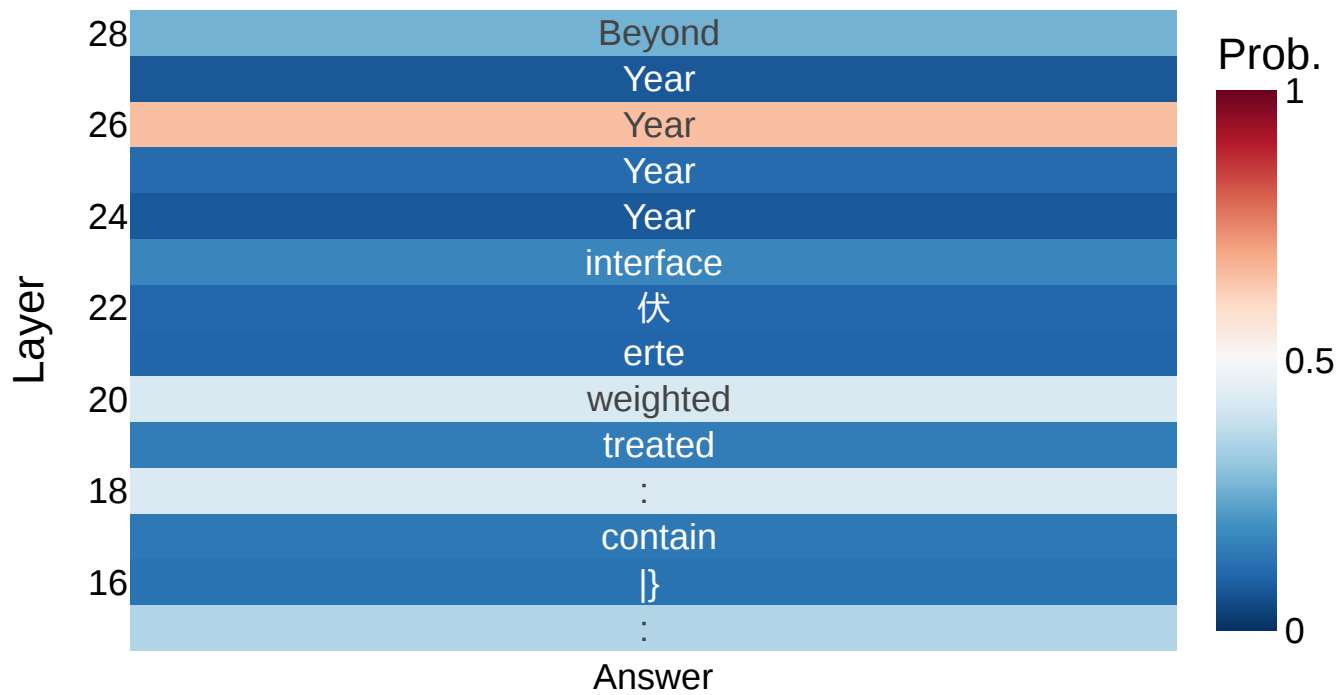 Prob.
28 Beyond
Year
26 Year
Year
24 Year
interface
22 伏
erte
20 weighted
treated
18 :
contain
16 |}
:
Answer
Layer
1
0.5
0